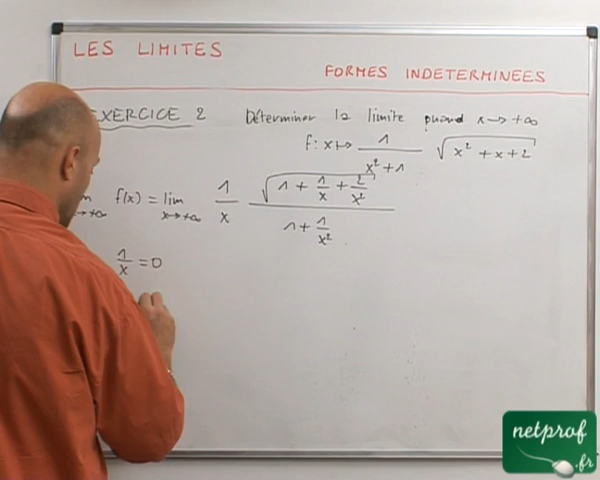 LES LIMITES
FORMES INDETERMINEES
EXERCICE 2 Déterminer la limite quand x → +∞
f: x ↦ 1/(x² + 1) √(x² + x + 2)
f(x) = lim x→+∞ 1/x √(1 + 1/x + 2/x²)/(1 + 1/x²)
1/x = 0
netprof
.fr